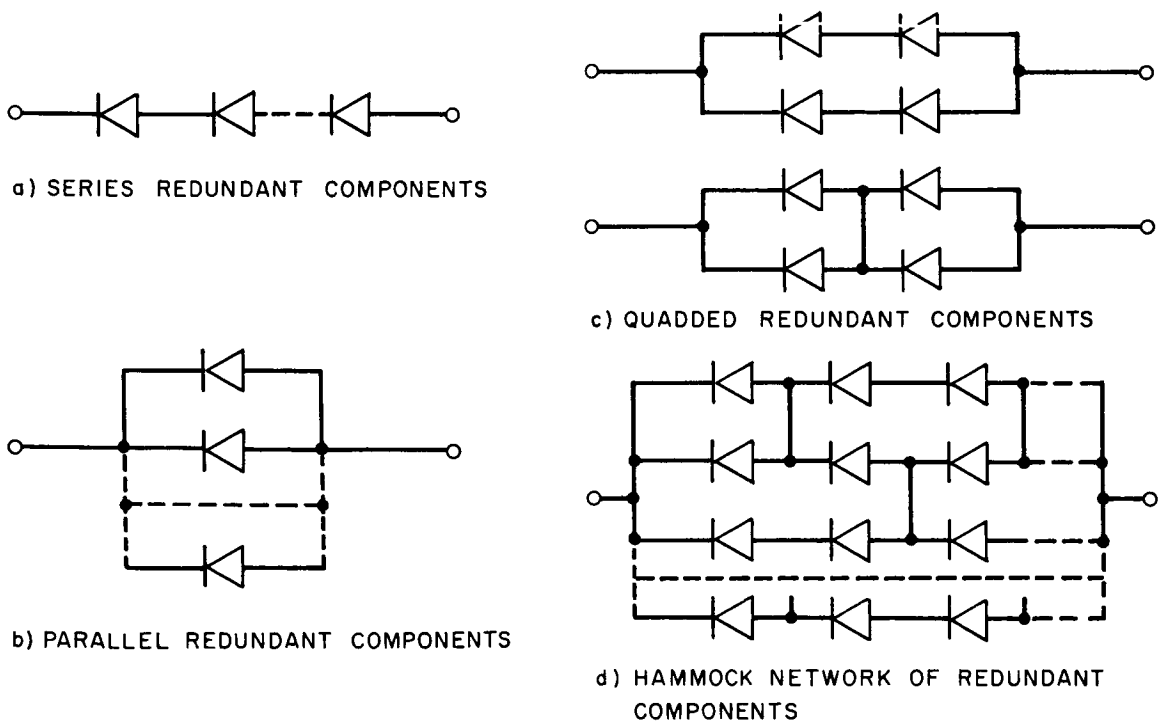 a) SERIES REDUNDANT COMPONENTS
b) PARALLEL REDUNDANT COMPONENTS
c) QUADDED REDUNDANT COMPONENTS
d) HAMMOCK NETWORK OF REDUNDANT
COMPONENTS